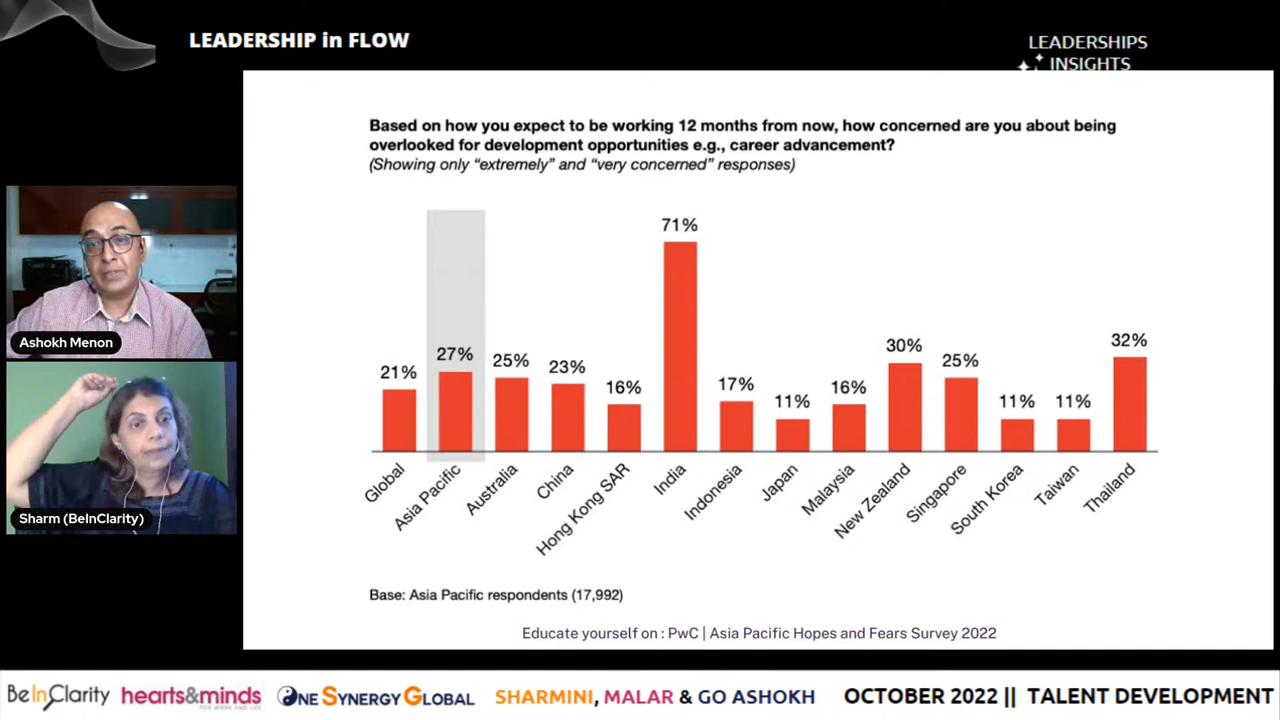 LEADERSHIP in FLOW
LEADERSHIPS
INSIGHTS
Based on how you expect to be working 12 months from now, how concerned are you about being
overlooked for development opportunities e.g., career advancement?
(Showing only “extremely” and “very concerned” responses)
71%
32%
30%
27%
25%
25%
23%
21%
17%
16%
16%
11%
11%
11%
Global
Asia Pacific
Australia
China
Hong Kong SAR
India
Indonesia
Japan
Malaysia
New Zealand
Singapore
South Korea
Taiwan
Thailand
Base: Asia Pacific respondents (17,992)
Educate yourself on : PwC | Asia Pacific Hopes and Fears Survey 2022
Ashokh Menon
Sharm (BeInClarity)
BeInClarity
hearts&minds
FOR WORK AND LIFE
ONE SYNERGY GLOBAL
SHARMINI, MALAR & GO ASHOKH
OCTOBER 2022 || TALENT DEVELOPMENT